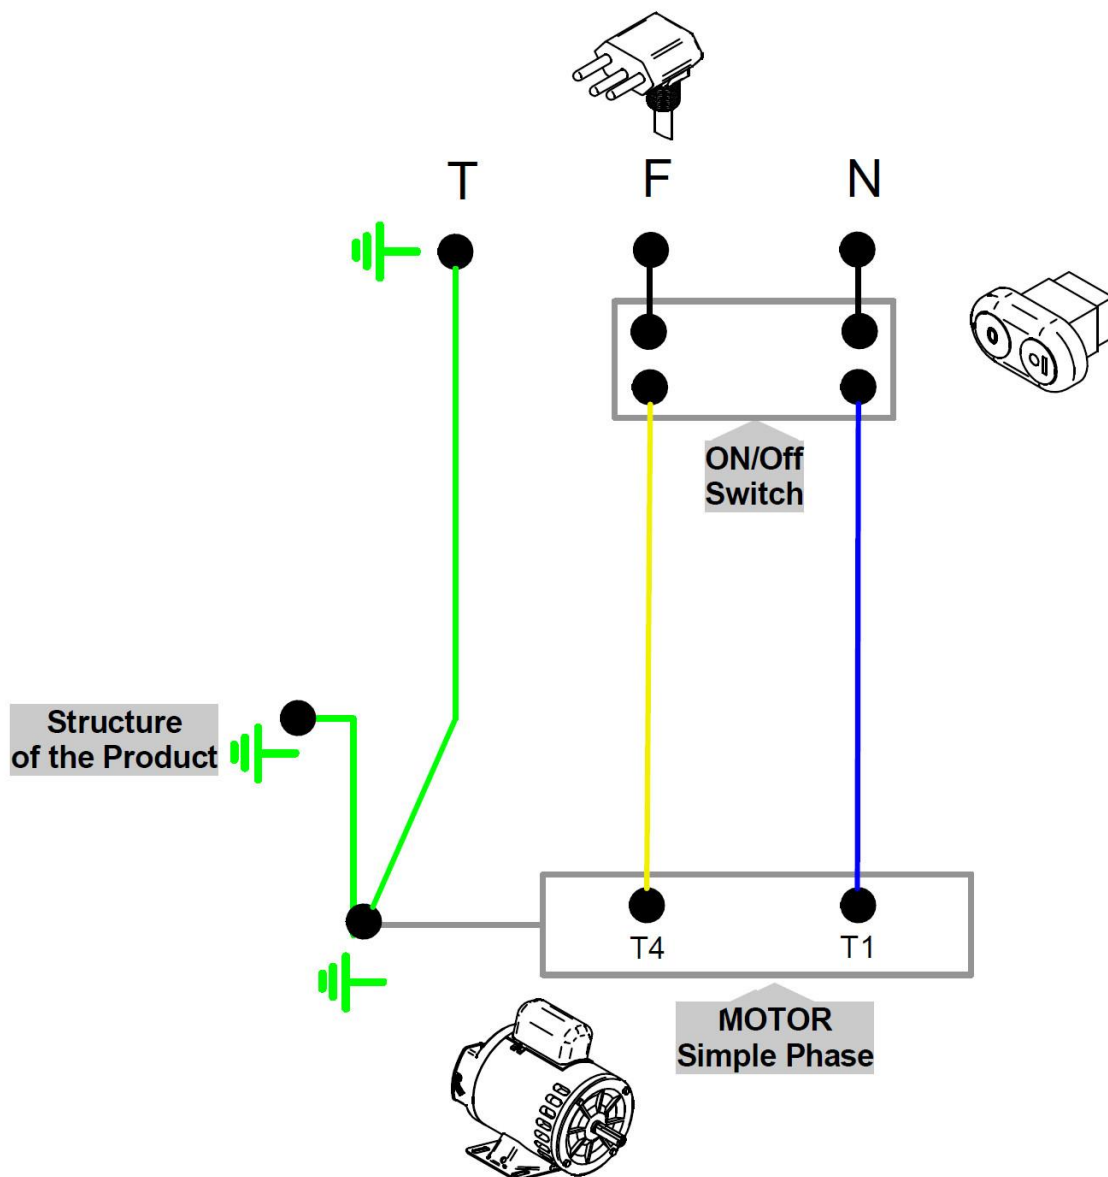 T F N
ON/Off
Switch
Structure
of the Product
T4 T1
MOTOR
Simple Phase